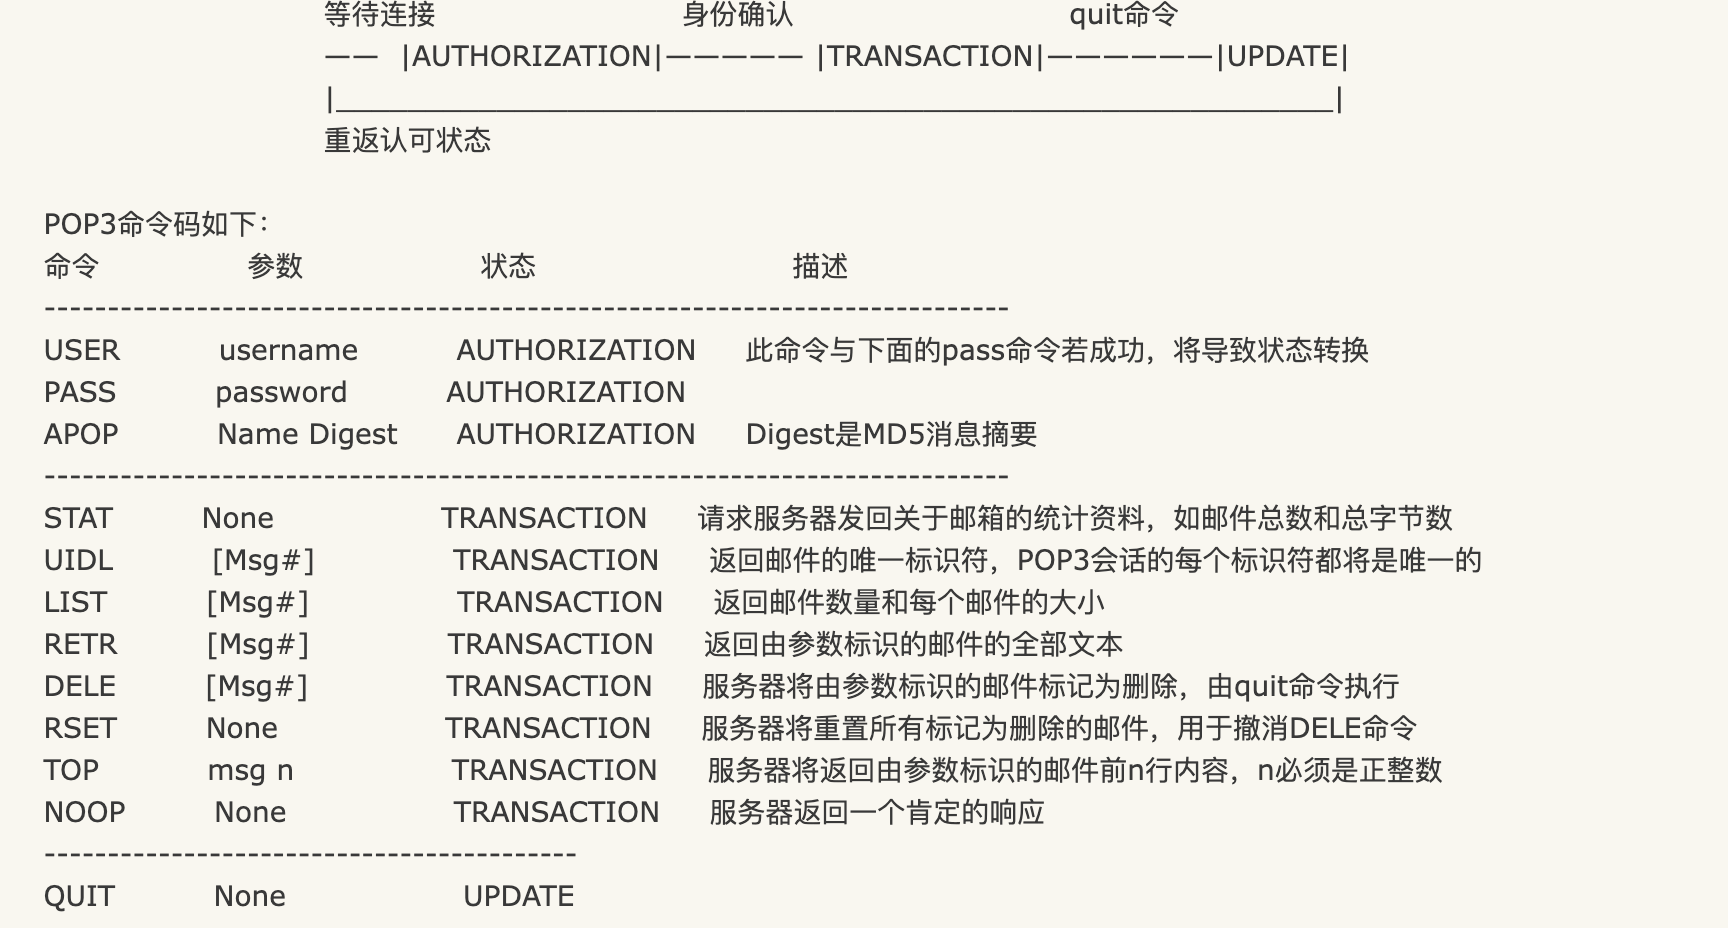 等待连接 身份确认 quit命令
—— |AUTHORIZATION|————— |TRANSACTION|——————|UPDATE|
|________________________________________________________|
重返认可状态
POP3命令码如下：
命令 参数 状态 描述
----------------------------------------------------------------------------
USER username AUTHORIZATION 此命令与下面的pass命令若成功，将导致状态转换
PASS password AUTHORIZATION
APOP Name Digest AUTHORIZATION Digest是MD5消息摘要
----------------------------------------------------------------------------
STAT None TRANSACTION 请求服务器发回关于邮箱的统计资料，如邮件总数和总字节数
UIDL [Msg#] TRANSACTION 返回邮件的唯一标识符，POP3会话的每个标识符都将是唯一的
LIST [Msg#] TRANSACTION 返回邮件数量和每个邮件的大小
RETR [Msg#] TRANSACTION 返回由参数标识的邮件的全部文本
DELE [Msg#] TRANSACTION 服务器将由参数标识的邮件标记为删除，由quit命令执行
RSET None TRANSACTION 服务器将重置所有标记为删除的邮件，用于撤消DELE命令
TOP msg n TRANSACTION 服务器将返回由参数标识的邮件前n行内容，n必须是正整数
NOOP None TRANSACTION 服务器返回一个肯定的响应
------------------------------------------
QUIT None UPDATE